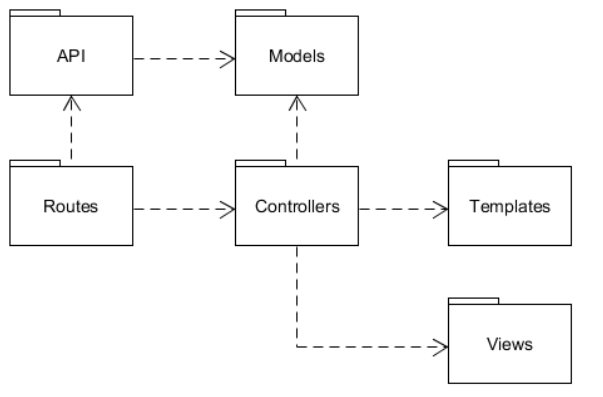 API
Models
Routes
Controllers
Templates
Views